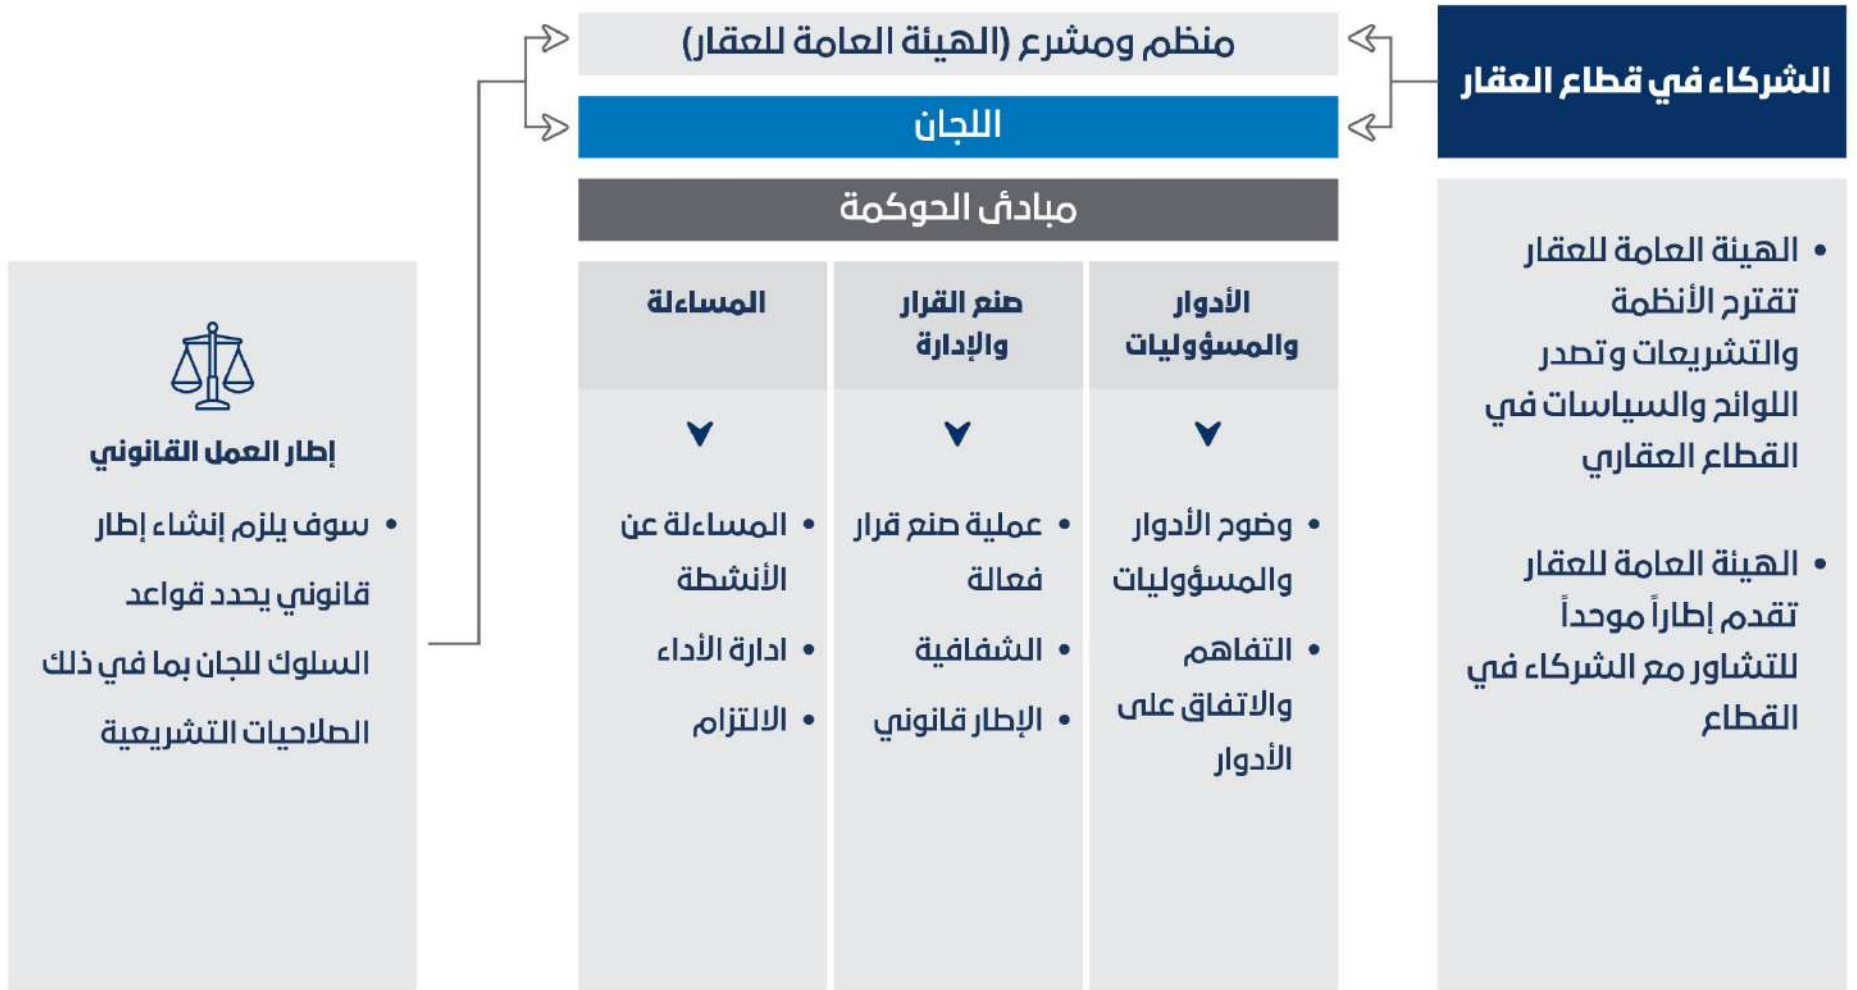 الشركاء في قطاع العقار
• الهيئة العامة للعقار
تقترح الأنظمة
والتشريعات وتصدر
اللوائح والسياسات في
القطاع العقاري
• الهيئة العامة للعقار
تقدم إطاراً موحداً
للتشاور مع الشركاء في
القطاع
منظم ومشرع (الهيئة العامة للعقار)
اللجان
مبادئ الحوكمة
الأدوار
والمسؤوليات
• وضوح الأدوار
والمسؤوليات
• التفاهم
والاتفاق على
الأدوار
صنع القرار
والإدارة
• عملية صنع قرار
فعالة
• الشفافية
• الإطار قانوني
المساءلة
• المساءلة عن
الأنشطة
• ادارة الأداء
• الالتزام
إطار العمل القانوني
• سوف يلزم إنشاء إطار
قانوني يحدد قواعد
السلوك للجان بما في ذلك
الصلاحيات التشريعية